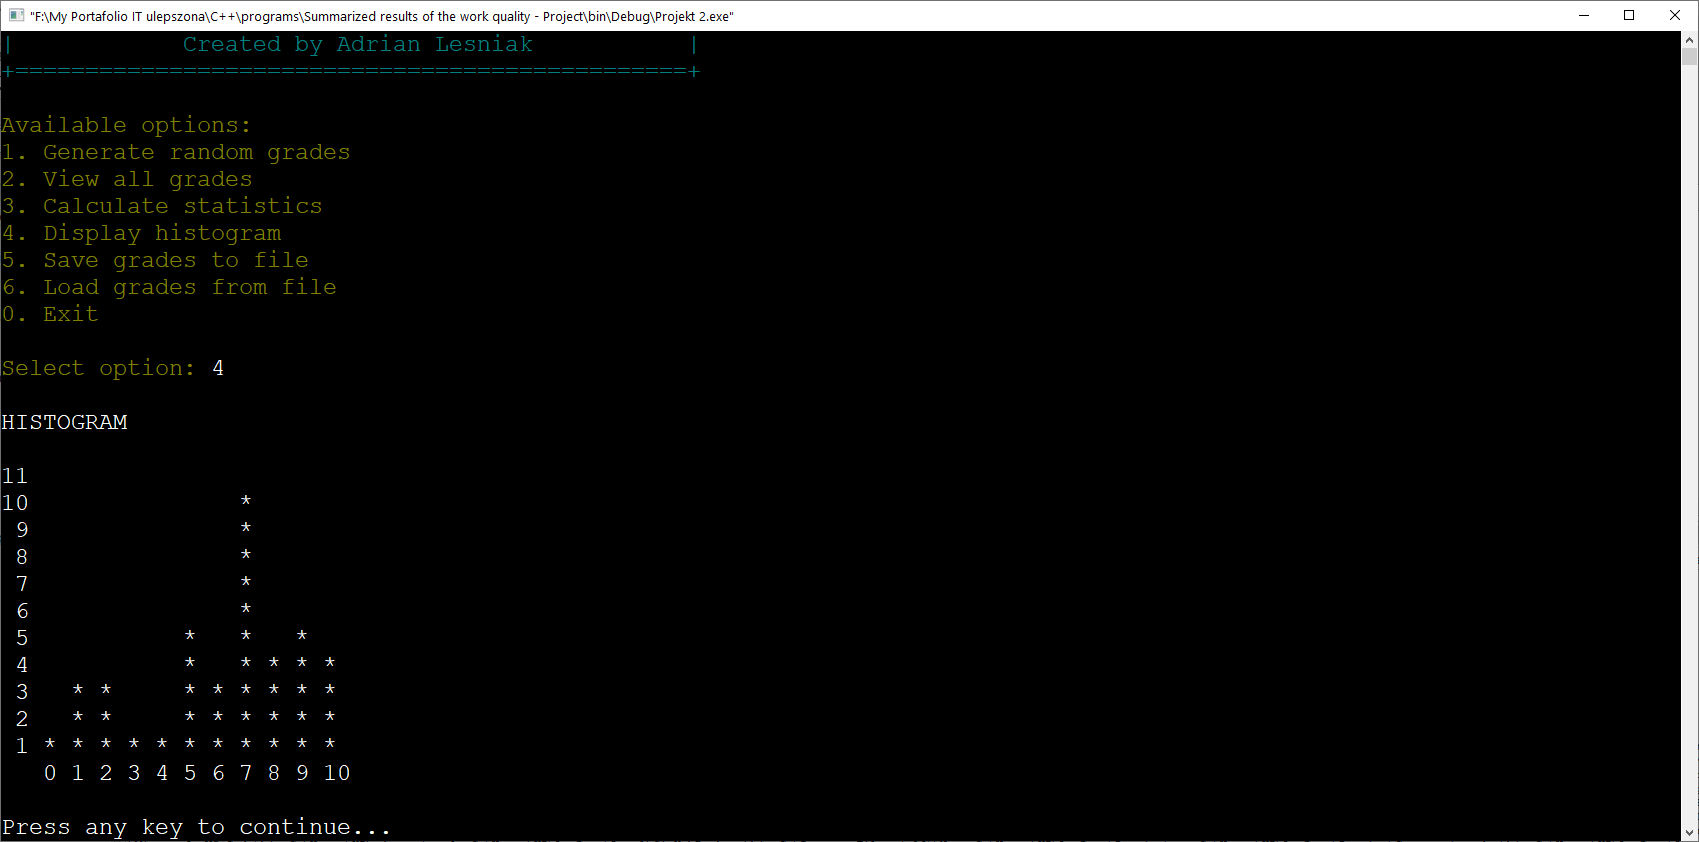 "F:\My Portafolio IT ulepszona\C++\programs\Summarized results of the work quality - Project\bin\Debug\Projekt 2.exe"
|            Created by Adrian Lesniak           |
+================================================+
Available options:
1. Generate random grades
2. View all grades
3. Calculate statistics
4. Display histogram
5. Save grades to file
6. Load grades from file
0. Exit
Select option: 4
HISTOGRAM
11
10               *
 9               *
 8               *
 7               *
 6               *
 5           *   *   *
 4           *   * * * *
 3   * *     * * * * * *
 2   * *     * * * * * *
 1 * * * * * * * * * * *
   0 1 2 3 4 5 6 7 8 9 10
Press any key to continue...